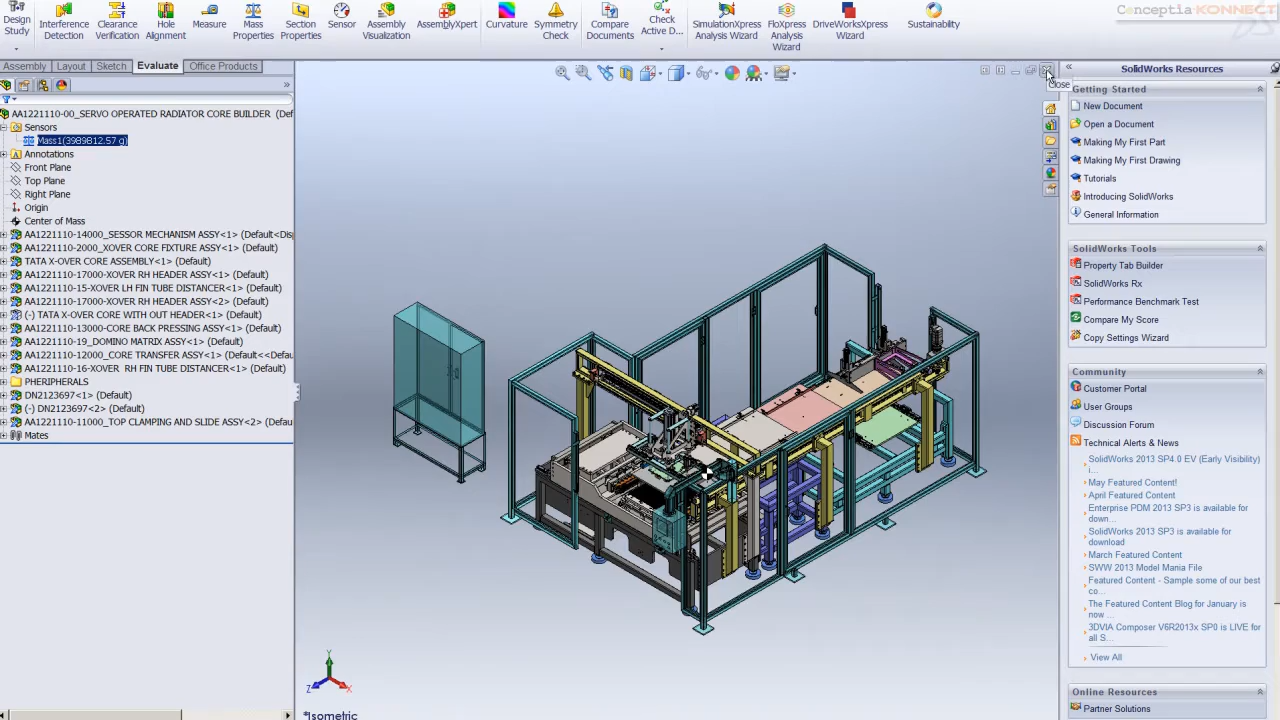 Conceptia KONNECT
Design Study
Interference Detection
Clearance Verification
Hole Alignment
Measure
Mass Properties
Section Properties
Sensor
Assembly Visualization
AssemblyXpert
Curvature
Symmetry Check
Compare Documents
Check Active D...
SimulationXpress Analysis Wizard
FloXpress Analysis Wizard
DriveWorksXpress Wizard
Sustainability
Assembly
Layout
Sketch
Evaluate
Office Products
AA1221110-00_SERVO OPERATED RADIATOR CORE BUILDER (Def
Sensors
Mass1(3989812.57 g)
Annotations
Front Plane
Top Plane
Right Plane
Origin
Center of Mass
AA1221110-14000_SENSOR MECHANISM ASSY<1> (Default<Dis
AA1221110-2000_XOVER CORE FIXTURE ASSY<1> (Default)
TATA X-OVER CORE ASSEMBLY<1> (Default)
AA1221110-17000-XOVER RH HEADER ASSY<1> (Default)
AA1221110-15-XOVER LH FIN TUBE DISTANCER<1> (Default)
AA1221110-17000-XOVER RH HEADER ASSY<2> (Default)
(-) TATA X-OVER CORE WITH OUT HEADER<1> (Default)
AA1221110-13000-CORE BACK PRESSING ASSY<1> (Default)
AA1221110-19_DOMINO MATRIX ASSY<1> (Default)
AA1221110-12000_CORE TRANSFER ASSY<1> (Default<<Defau
AA1221110-16-XOVER  RH FIN TUBE DISTANCER<1> (Default)
PHERIPHERALS
DN2123697<1> (Default)
(-) DN2123697<2> (Default)
AA1221110-11000_TOP CLAMPING AND SLIDE ASSY<2> (Defau
Mates
Close
*Isometric
SolidWorks Resources
Getting Started
New Document
Open a Document
Making My First Part
Making My First Drawing
Tutorials
Introducing SolidWorks
General Information
SolidWorks Tools
Property Tab Builder
SolidWorks Rx
Performance Benchmark Test
Compare My Score
Copy Settings Wizard
Community
Customer Portal
User Groups
Discussion Forum
Technical Alerts & News
SolidWorks 2013 SP4.0 EV (Early Visibility)
i...
May Featured Content!
April Featured Content
Enterprise PDM 2013 SP3 is available for
down...
SolidWorks 2013 SP3 is available for
download
March Featured Content
SWW 2013 Model Mania File
Featured Content - Sample some of our best
co...
The Featured Content Blog for January is
now ...
3DVIA Composer V6R2013x SP0 is LIVE for
all S...
View All
Online Resources
Partner Solutions